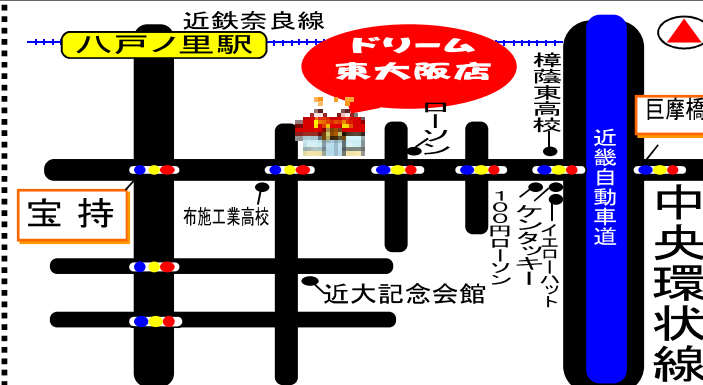 近鉄奈良線
八戸ノ里駅
ドリーム
東大阪店
ローソン
樟蔭東高校
巨摩橋
近畿自動車道
宝持
布施工業高校
100円ローソン
ケンタッキー
イエローハット
中央環状線
近大記念会館